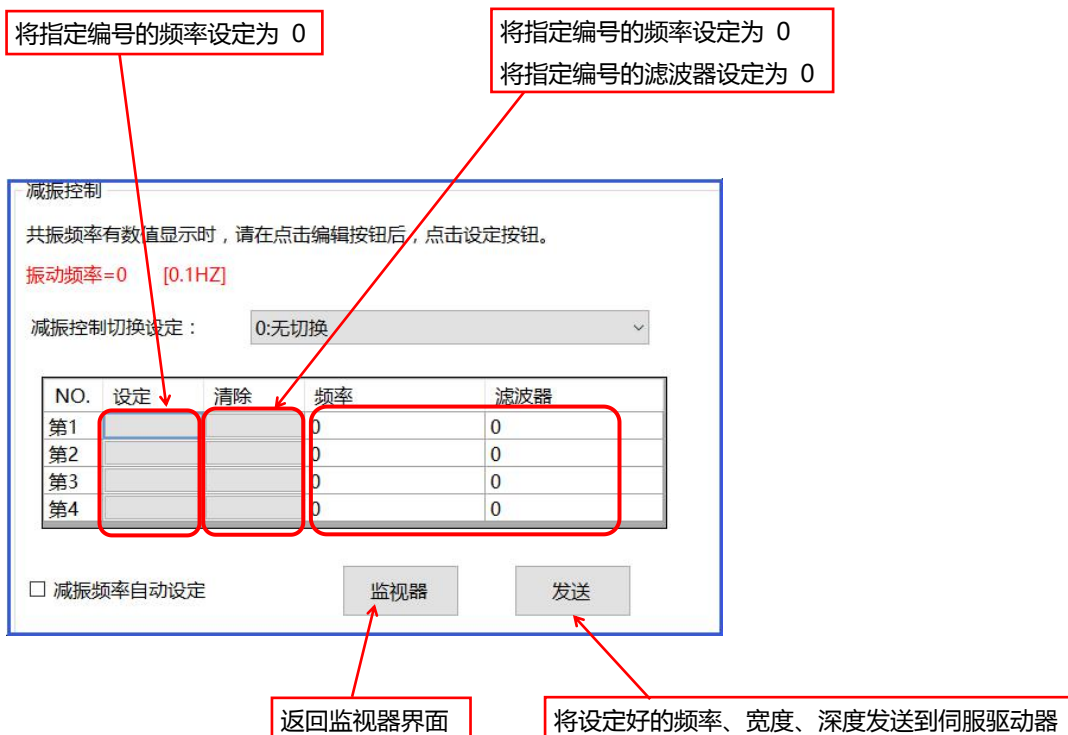 将指定编号的频率设定为 0
将指定编号的频率设定为 0
将指定编号的滤波器设定为 0
减振控制
共振频率有数值显示时，请在点击编辑按钮后，点击设定按钮。
振动频率=0 [0.1HZ]
减振控制切换设定： 0:无切换
NO. 设定 清除 频率 滤波器
第1 0 0
第2 0 0
第3 0 0
第4 0 0
减振频率自动设定 监视器 发送
返回监视器界面 将设定好的频率、宽度、深度发送到伺服驱动器